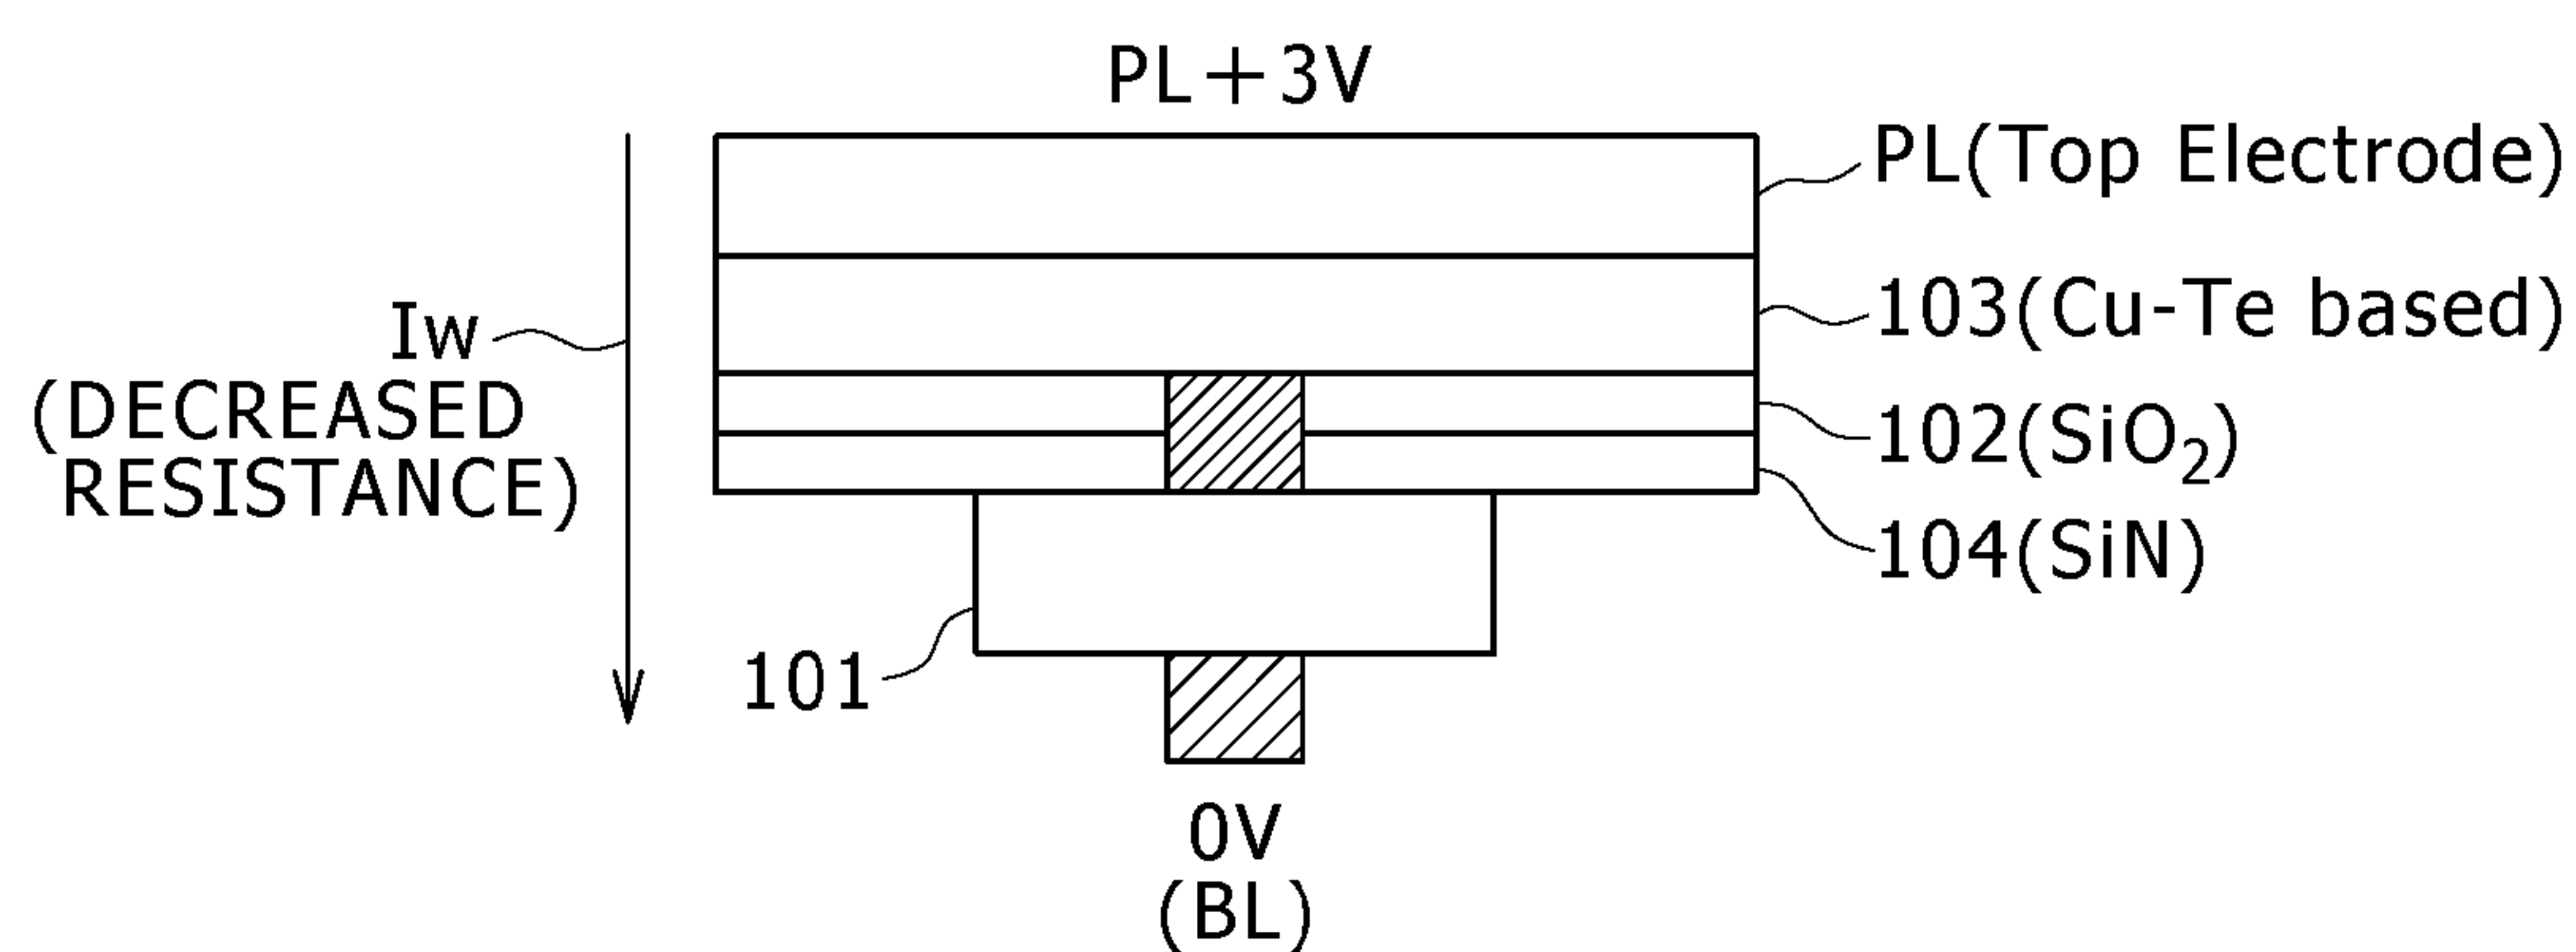 PL+3V
PL(Top Electrode)
103(Cu-Te based)
Iw
(DECREASED
RESISTANCE)
102(SiO₂)
104(SiN)
101
0V
(BL)